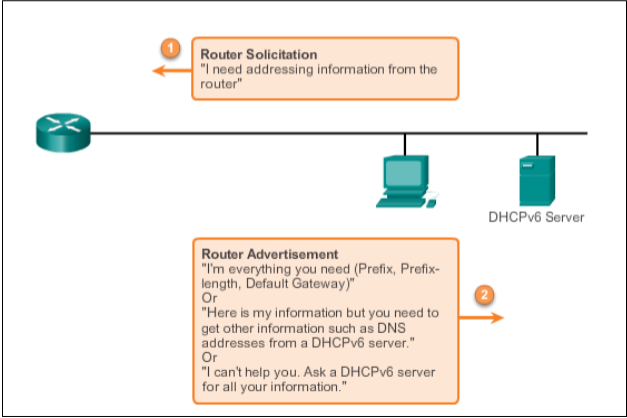 1
Router Solicitation
"I need addressing information from the
router"
DHCPv6 Server
Router Advertisement
"I'm everything you need (Prefix, Prefix-
length, Default Gateway)"
Or
"Here is my information but you need to
get other information such as DNS
addresses from a DHCPv6 server."
Or
"I can't help you. Ask a DHCPv6 server
for all your information."
2